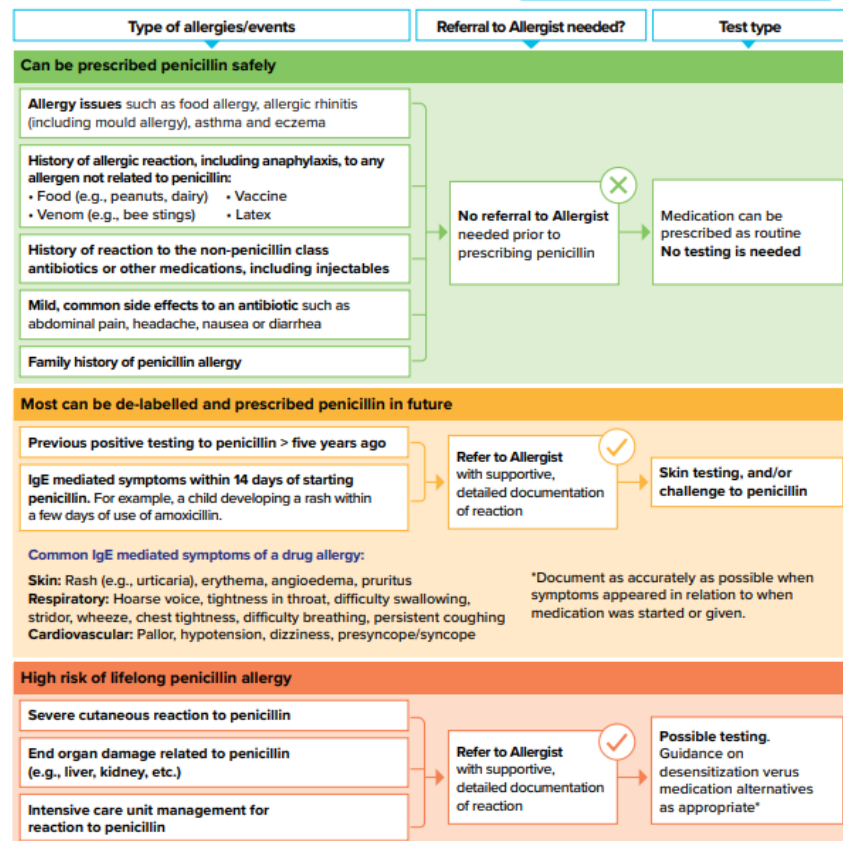 Type of allergies/events
Referral to Allergist needed?
Test type
Can be prescribed penicillin safely
Allergy issues such as food allergy, allergic rhinitis
(including mould allergy), asthma and eczema
History of allergic reaction, including anaphylaxis, to any
allergen not related to penicillin:
• Food (e.g., peanuts, dairy) • Vaccine
• Venom (e.g., bee stings) • Latex
History of reaction to the non-penicillin class
antibiotics or other medications, including injectables
Mild, common side effects to an antibiotic such as
abdominal pain, headache, nausea or diarrhea
Family history of penicillin allergy
No referral to Allergist
needed prior to
prescribing penicillin
Medication can be
prescribed as routine
No testing is needed
Most can be de-labelled and prescribed penicillin in future
Previous positive testing to penicillin > five years ago
IgE mediated symptoms within 14 days of starting
penicillin. For example, a child developing a rash within
a few days of use of amoxicillin.
Refer to Allergist
with supportive,
detailed documentation
of reaction
Skin testing, and/or
challenge to penicillin
Common IgE mediated symptoms of a drug allergy:
Skin: Rash (e.g., urticaria), erythema, angioedema, pruritus
Respiratory: Hoarse voice, tightness in throat, difficulty swallowing,
stridor, wheeze, chest tightness, difficulty breathing, persistent coughing
Cardiovascular: Pallor, hypotension, dizziness, presyncope/syncope
*Document as accurately as possible when
symptoms appeared in relation to when
medication was started or given.
High risk of lifelong penicillin allergy
Severe cutaneous reaction to penicillin
End organ damage related to penicillin
(e.g., liver, kidney, etc.)
Intensive care unit management for
reaction to penicillin
Refer to Allergist
with supportive,
detailed documentation
of reaction
Possible testing.
Guidance on
desensitization verus
medication alternatives
as appropriate*